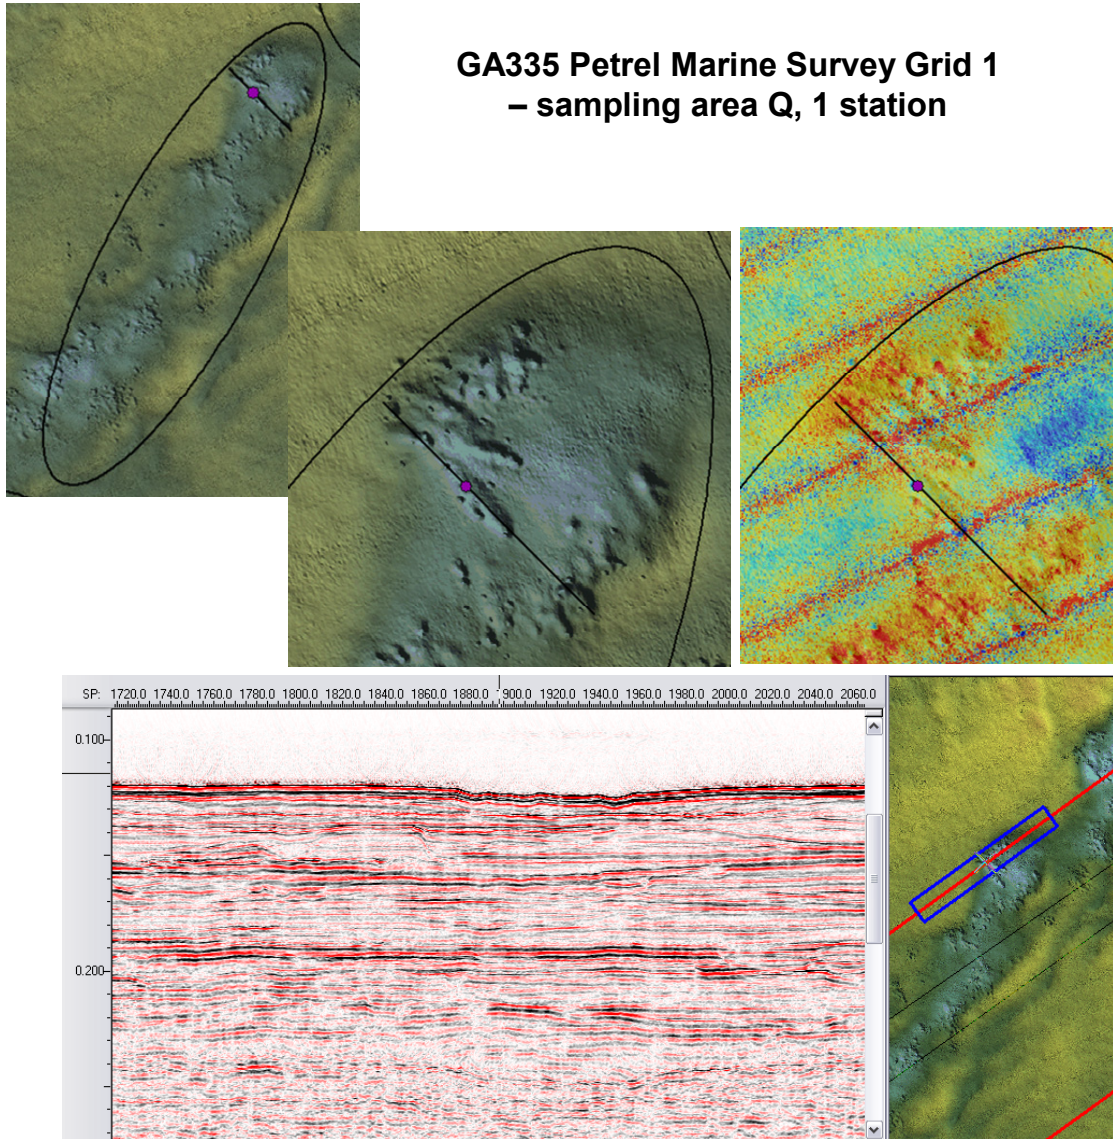 GA335 Petrel Marine Survey Grid 1
– sampling area Q, 1 station
SP: 1720.0 1740.0 1760.0 1780.0 1800.0 1820.0 1840.0 1860.0 1880.0 1900.0 1920.0 1940.0 1960.0 1980.0 2000.0 2020.0 2040.0 2060.0
0.100
0.200